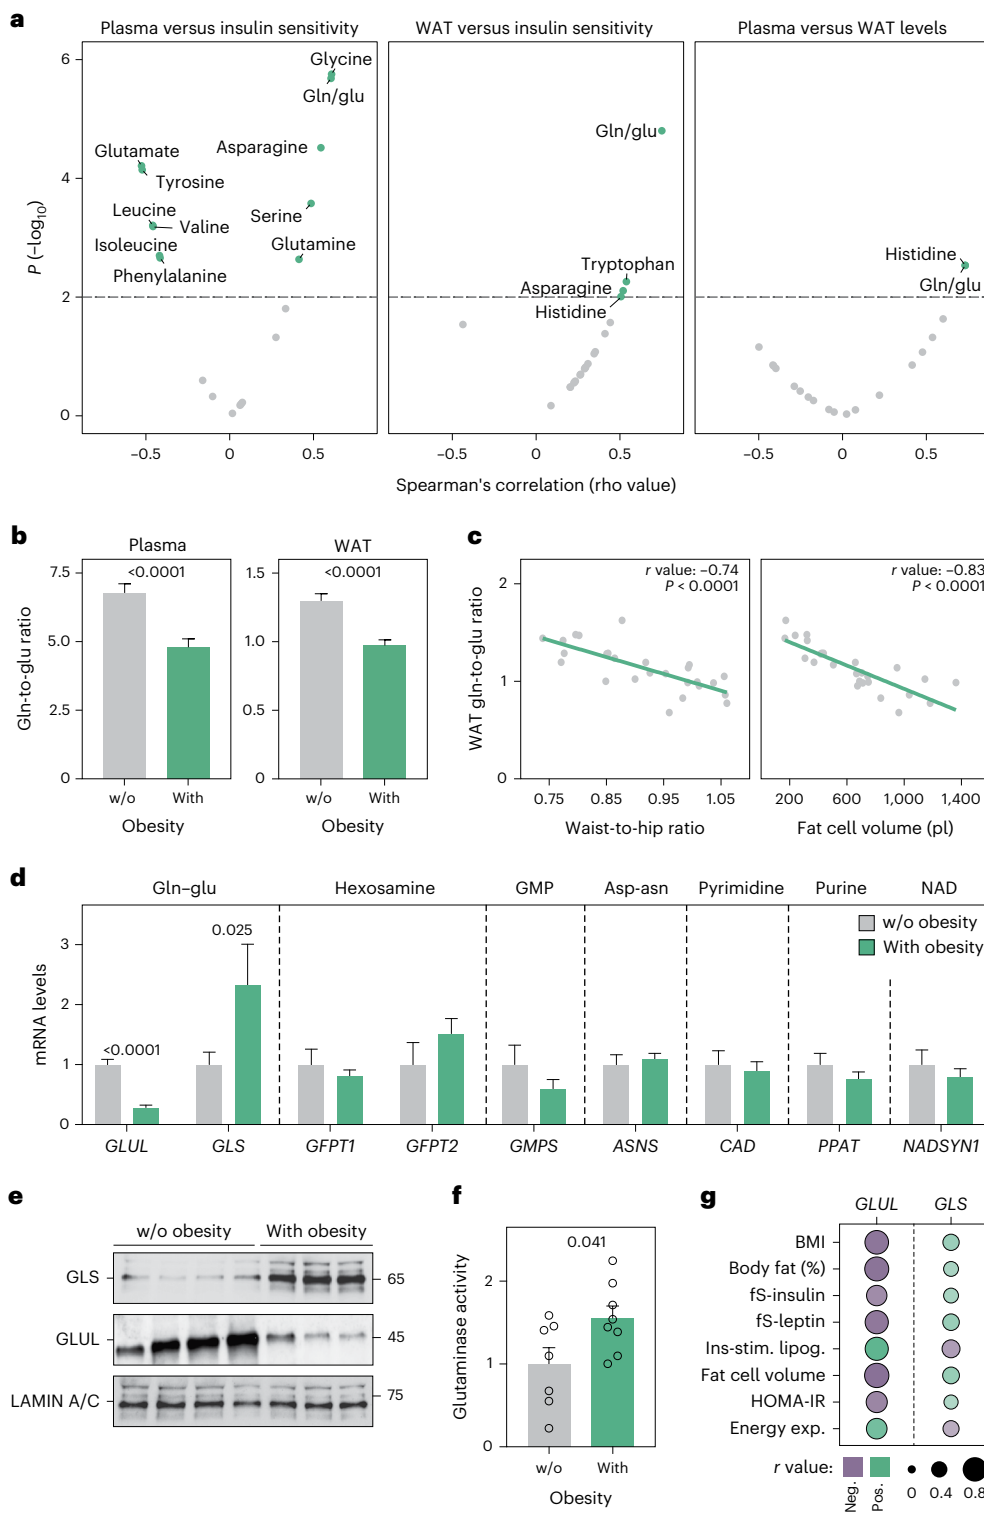 a
Plasma versus insulin sensitivity
WAT versus insulin sensitivity
Plasma versus WAT levels
P (–log10)
6
4
2
0
Glycine
Gln/glu
Asparagine
Glutamate
Tyrosine
Leucine
Valine
Serine
Isoleucine
Glutamine
Phenylalanine
Gln/glu
Tryptophan
Asparagine
Histidine
Histidine
Gln/glu
–0.5 0 0.5
–0.5 0 0.5
–0.5 0 0.5
Spearman's correlation (rho value)
b
Plasma
WAT
Gln-to-glu ratio
7.5
5.0
2.5
0
<0.0001
1.5
1.0
0.5
0
<0.0001
w/o With
w/o With
Obesity
Obesity
c
WAT gln-to-glu ratio
2
1
0
r value: –0.74
P < 0.0001
r value: –0.83
P < 0.0001
0.75 0.85 0.95 1.05
200 600 1,000 1,400
Waist-to-hip ratio
Fat cell volume (pl)
d
Gln–glu Hexosamine GMP Asp-asn Pyrimidine Purine NAD
mRNA levels
3
2
1
0
<0.0001
0.025
w/o obesity
With obesity
GLUL GLS GFPT1 GFPT2 GMPS ASNS CAD PPAT NADSYN1
e
w/o obesity With obesity
GLS 65
GLUL 45
LAMIN A/C 75
f
Glutaminase activity
2
1
0
0.041
w/o With
Obesity
g
GLUL GLS
BMI
Body fat (%)
fS-insulin
fS-leptin
Ins-stim. lipog.
Fat cell volume
HOMA-IR
Energy exp.
r value:
Neg.
Pos.
0 0.4 0.8